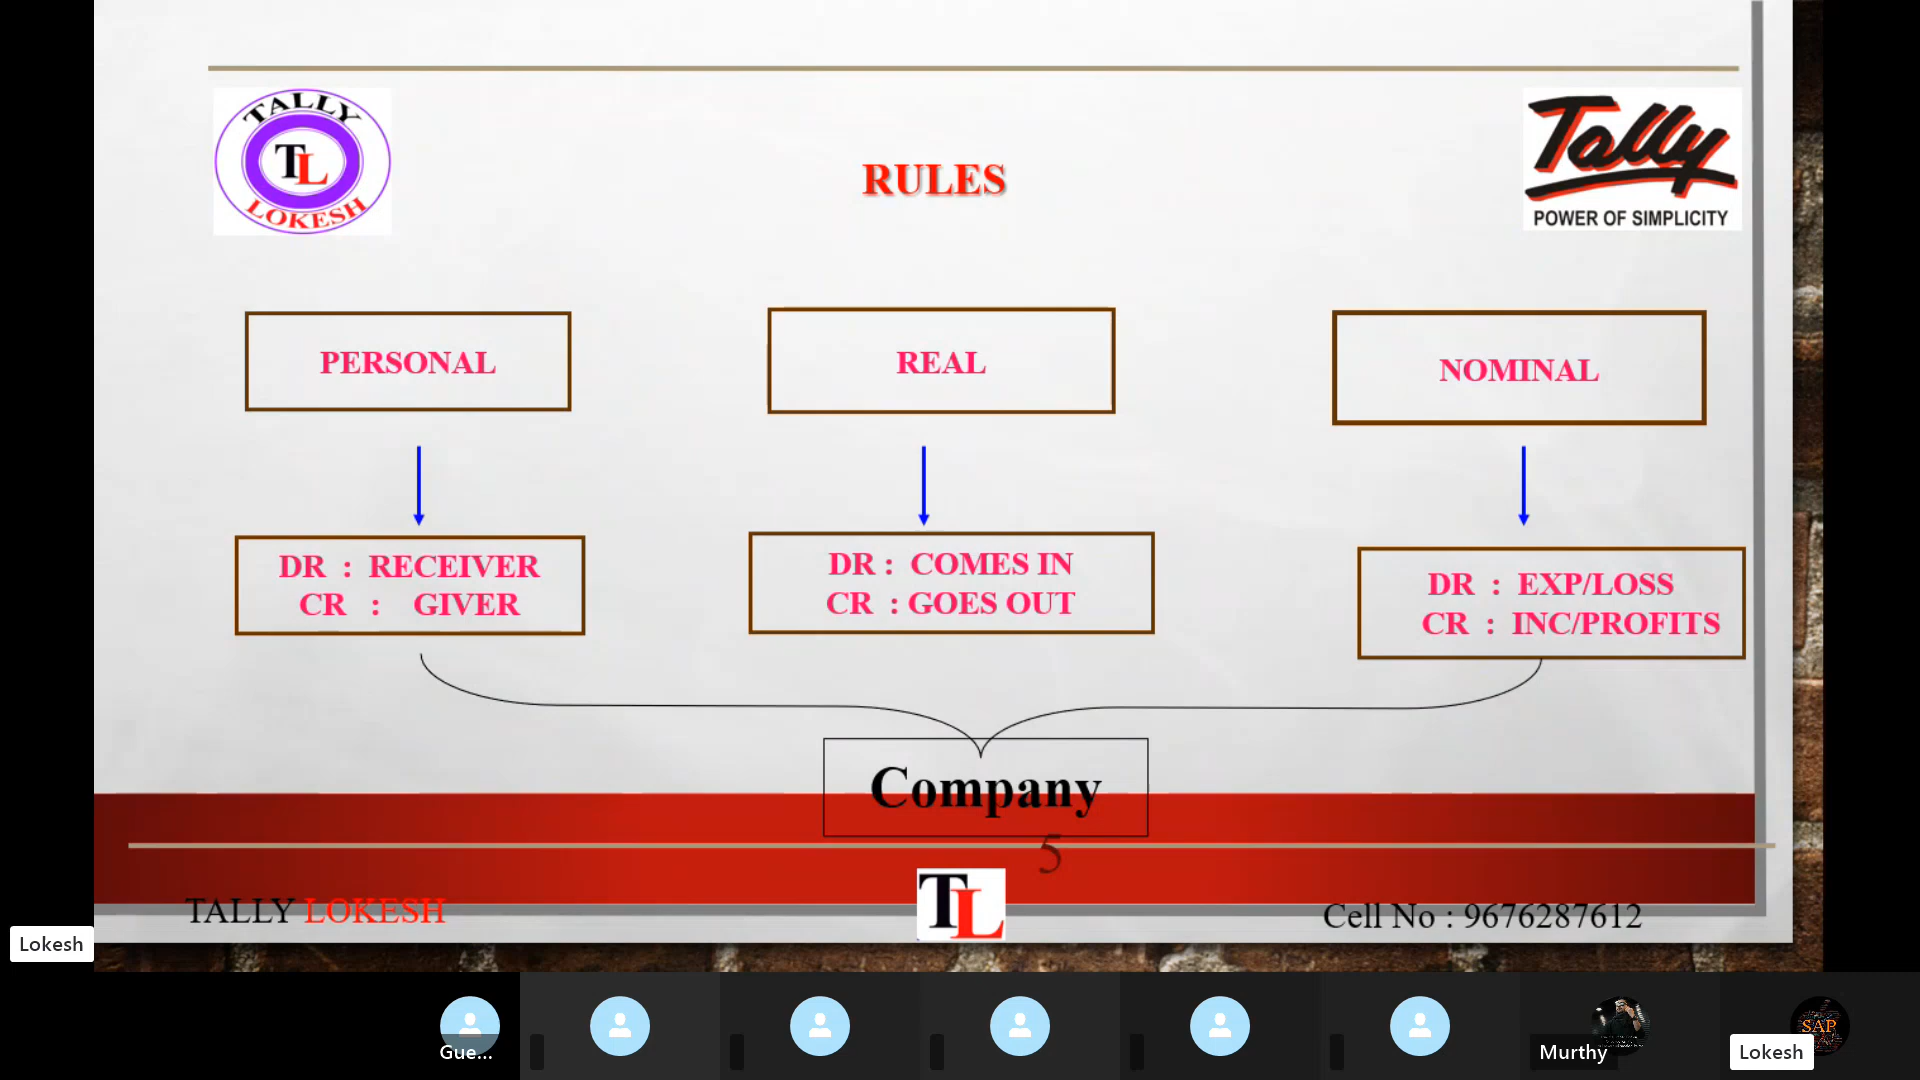 TALLY
TL
LOKESH
RULES
Tally
POWER OF SIMPLICITY
PERSONAL
REAL
NOMINAL
DR : RECEIVER
CR : GIVER
DR : COMES IN
CR : GOES OUT
DR : EXP/LOSS
CR : INC/PROFITS
Company
5
TALLY LOKESH
TL
Cell No : 9676287612
Lokesh
Gue...
Murthy
SAP
Lokesh